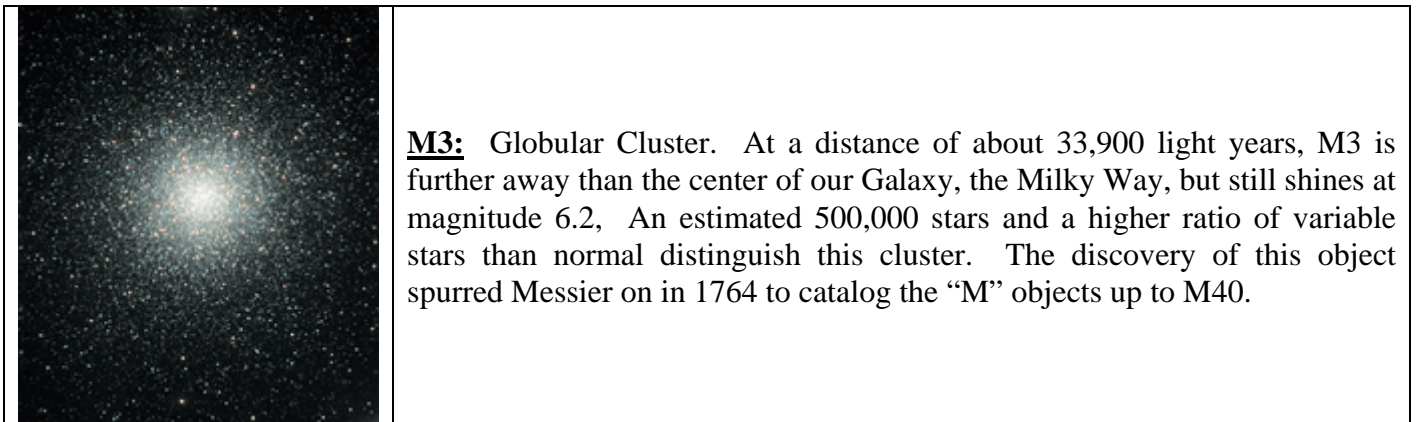 M3: Globular Cluster. At a distance of about 33,900 light years, M3 is
further away than the center of our Galaxy, the Milky Way, but still shines at
magnitude 6.2, An estimated 500,000 stars and a higher ratio of variable
stars than normal distinguish this cluster. The discovery of this object
spurred Messier on in 1764 to catalog the “M” objects up to M40.